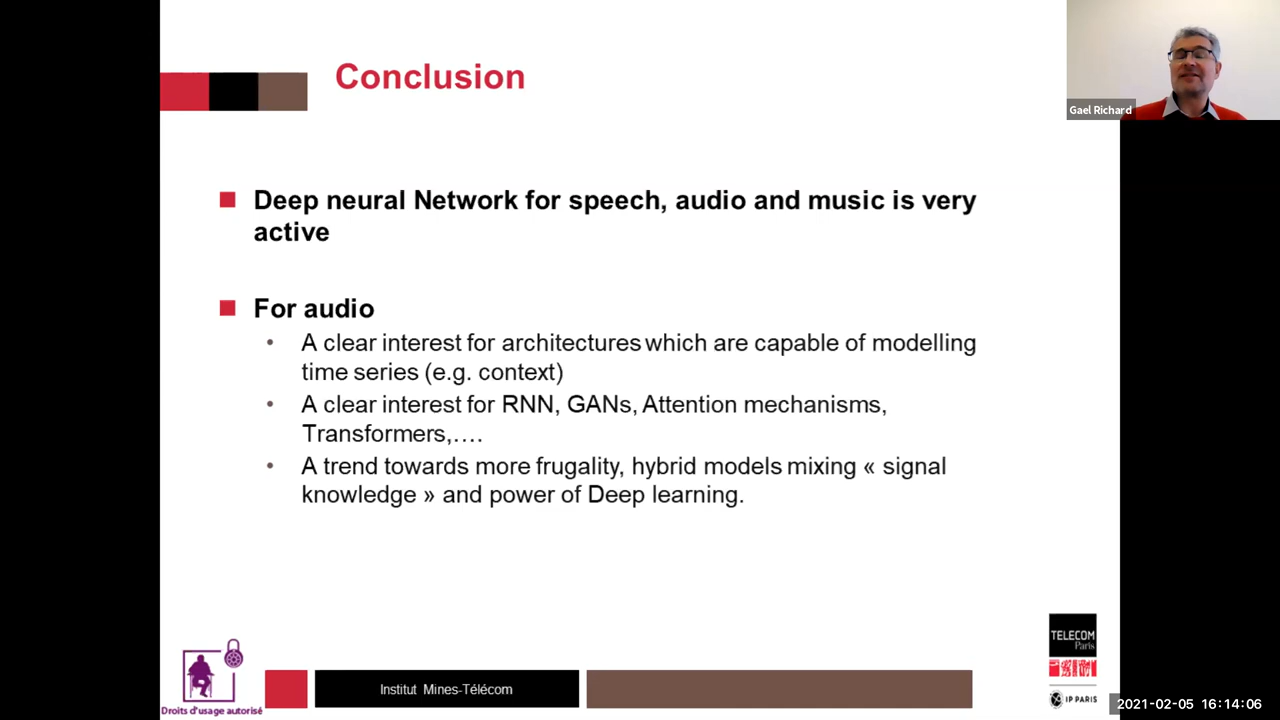 Conclusion
Gael Richard
Deep neural Network for speech, audio and music is very
active
For audio
• A clear interest for architectures which are capable of modelling
time series (e.g. context)
• A clear interest for RNN, GANs, Attention mechanisms,
Transformers,….
• A trend towards more frugality, hybrid models mixing « signal
knowledge » and power of Deep learning.
TELECOM
Paris
IP PARIS
Droits d'usage autorisé
Institut Mines-Télécom
2021-02-05 16:14:06